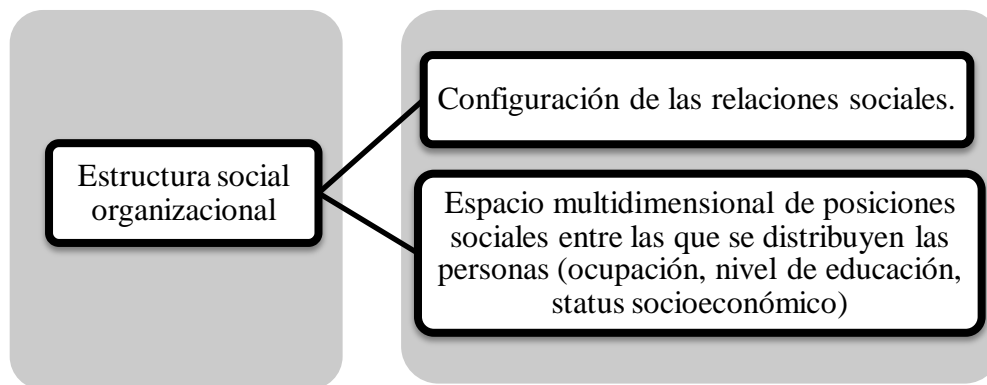 Estructura social
organizacional
Configuración de las relaciones sociales.
Espacio multidimensional de posiciones
sociales entre las que se distribuyen las
personas (ocupación, nivel de educación,
status socioeconómico)